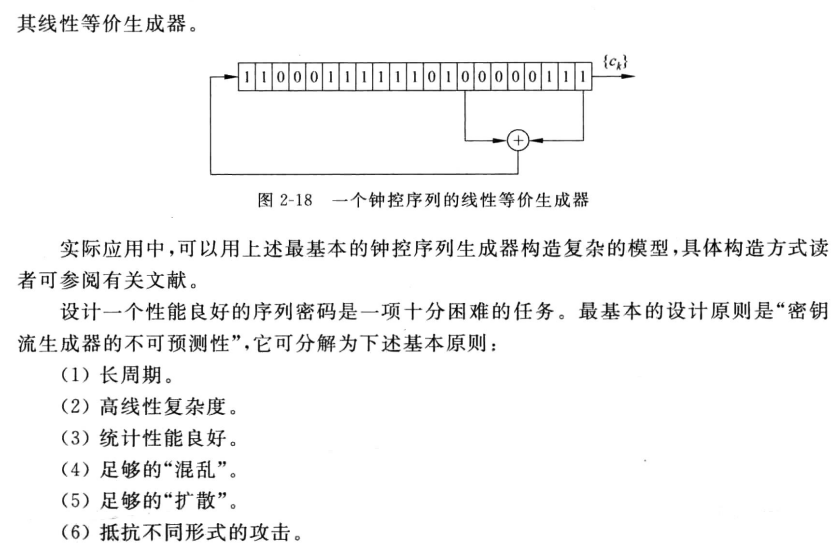 其线性等价生成器。
1 1 0 0 0 1 1 1 1 1 1 0 1 0 0 0 0 0 1 1 1 {cₖ}
+
图 2-18 一个钟控序列的线性等价生成器
实际应用中,可以用上述最基本的钟控序列生成器构造复杂的模型,具体构造方式读
者可参阅有关文献。
设计一个性能良好的序列密码是一项十分困难的任务。最基本的设计原则是“密钥
流生成器的不可预测性”,它可分解为下述基本原则:
(1) 长周期。
(2) 高线性复杂度。
(3) 统计性能良好。
(4) 足够的“混乱”。
(5) 足够的“扩散”。
(6) 抵抗不同形式的攻击。